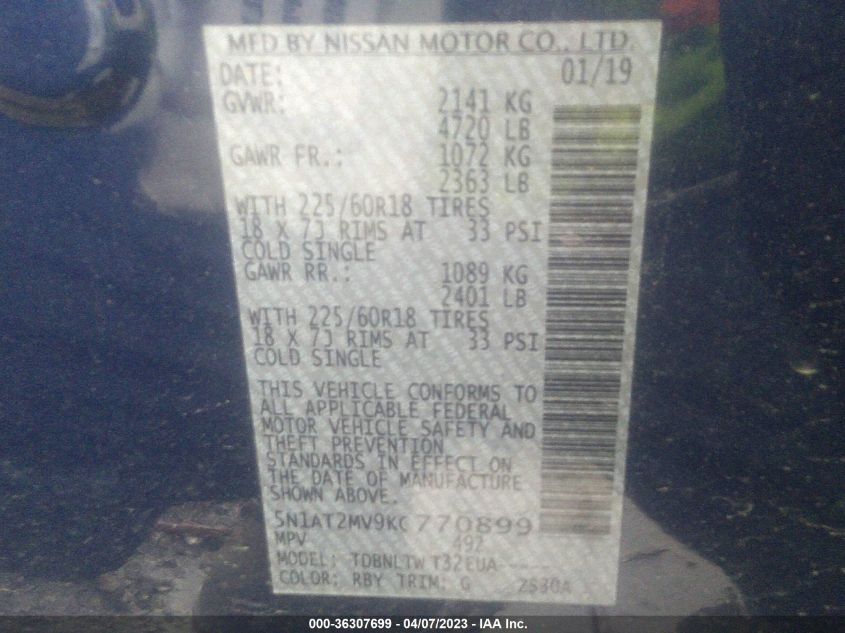 MFD BY NISSAN MOTOR CO., LTD.
DATE: 01/19
GVWR: 2141 KG
4720 LB
GAWR FR.: 1072 KG
2363 LB
WITH 225/60R18 TIRES
18 X 7J RIMS AT 33 PSI
COLD SINGLE
GAWR RR.: 1089 KG
2401 LB
WITH 225/60R18 TIRES
18 X 7J RIMS AT 33 PSI
COLD SINGLE
THIS VEHICLE CONFORMS TO
ALL APPLICABLE FEDERAL
MOTOR VEHICLE SAFETY AND
THEFT PREVENTION
STANDARDS IN EFFECT ON
THE DATE OF MANUFACTURE
SHOWN ABOVE.
5N1AT2MV9KC770899
MPV 492
MODEL: TDBNLTW T32EUA-----
COLOR: RBY TRIM: G 2S30A
000-36307699 - 04/07/2023 - IAA Inc.